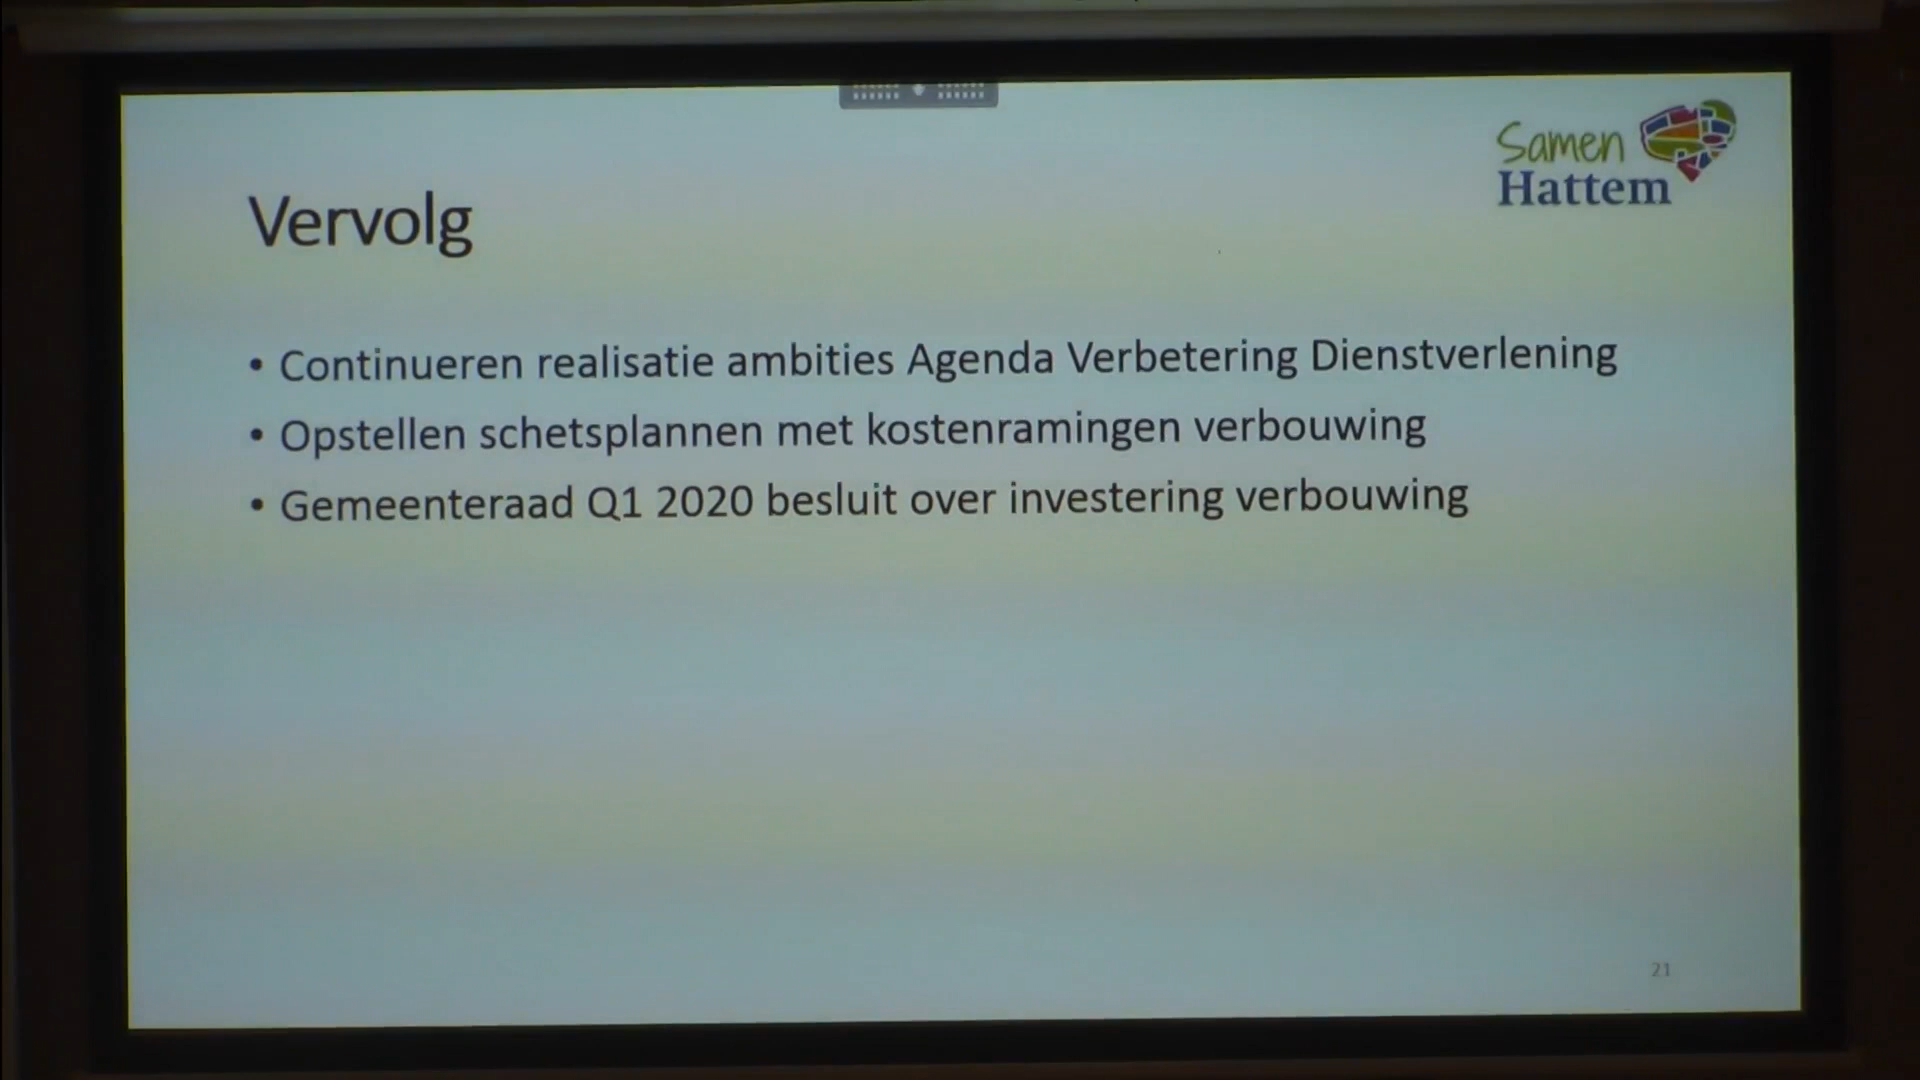 Samen
Hattem
Vervolg
• Continueren realisatie ambities Agenda Verbetering Dienstverlening
• Opstellen schetsplannen met kostenramingen verbouwing
• Gemeenteraad Q1 2020 besluit over investering verbouwing
21